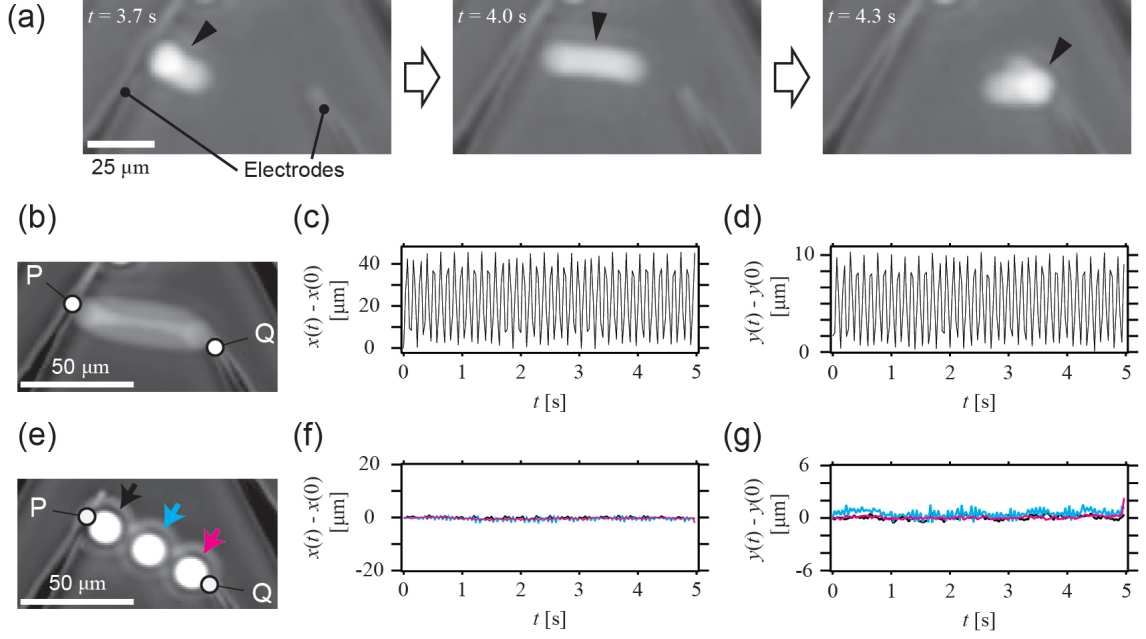 (a)
t = 3.7 s
t = 4.0 s
t = 4.3 s
25 μm
Electrodes
(b)
(c)
(d)
P
Q
50 μm
x(t) - x(0)
[μm]
40
20
0
0 1 2 3 4 5
t [s]
y(t) - y(0)
[μm]
10
0
0 1 2 3 4 5
t [s]
(e)
(f)
(g)
P
Q
50 μm
x(t) - x(0)
[μm]
20
0
-20
0 1 2 3 4 5
t [s]
y(t) - y(0)
[μm]
6
0
-6
0 1 2 3 4 5
t [s]